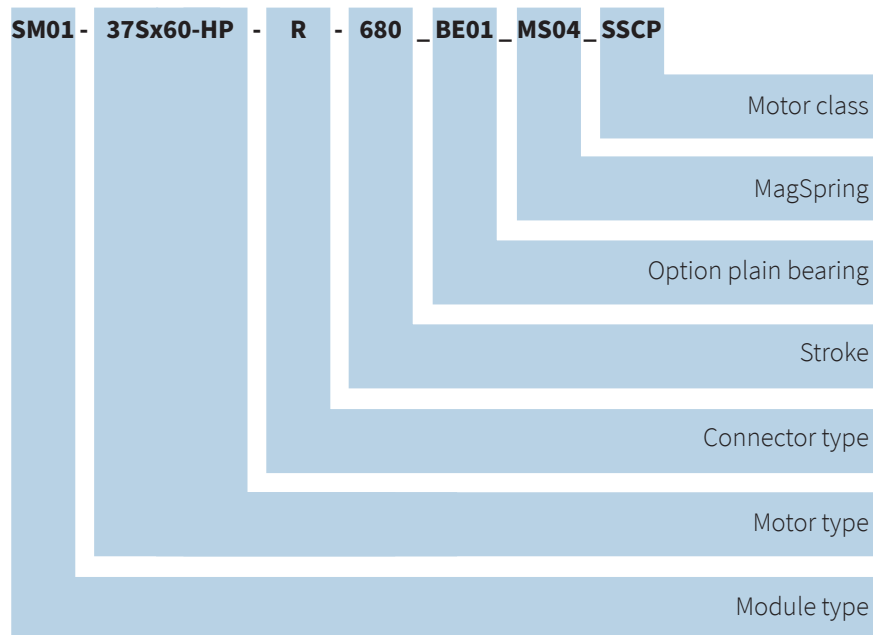 SM01 - 37Sx60-HP - R - 680 _ BE01 _ MS04 _ SSCP
Motor class
MagSpring
Option plain bearing
Stroke
Connector type
Motor type
Module type